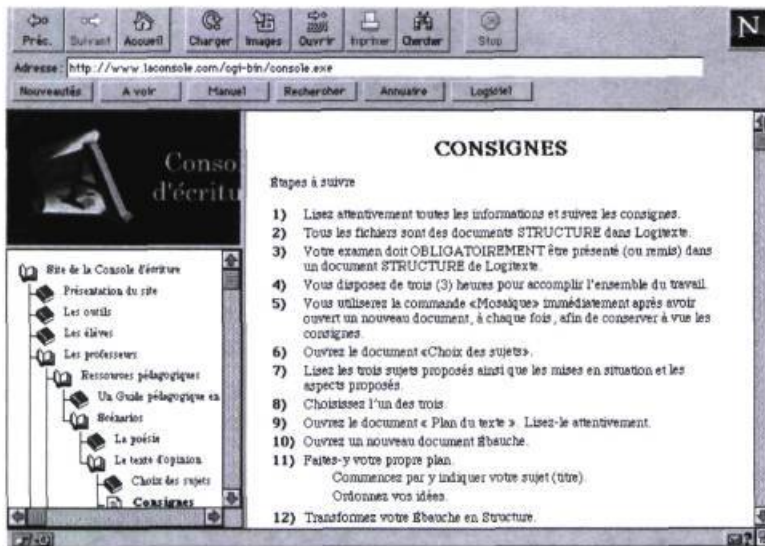 Préc. Suivant Accueil Charger Images Ouvrir Imprimer Chercher Stop
N
Adresse: http://www.laconsole.com/cgi-bin/console.exe
Nouveautés A voir Manuel Rechercher Annuaire Logiciel
Conso
d'écritu
Site de la Console d'écriture
Présentation du site
Les outils
Les élèves
Les professeurs
Ressources pédagogiques
Un Guide pédagogique en
Scénarios
La poésie
Le texte d'opinion
Choix des sujets
Consignes
CONSIGNES
Étapes à suivre
1) Lisez attentivement toutes les informations et suivez les consignes.
2) Tous les fichiers sont des documents STRUCTURE dans Logitexte.
3) Votre examen doit OBLIGATOIREMENT être présenté (ou remis) dans
un document STRUCTURE de Logitexte.
4) Vous disposez de trois (3) heures pour accomplir l'ensemble du travail.
5) Vous utiliserez la commande «Mosaïque» immédiatement après avoir
ouvert un nouveau document, à chaque fois, afin de conserver à vue les
consignes.
6) Ouvrez le document «Choix des sujets».
7) Lisez les trois sujets proposés ainsi que les mises en situation et les
aspects proposés.
8) Choisissez l'un des trois.
9) Ouvrez le document « Plan du texte ». Lisez-le attentivement.
10) Ouvrez un nouveau document Ébauche.
11) Faites-y votre propre plan.
Commencez par y indiquer votre sujet (titre).
Ordonnez vos idées.
12) Transformez votre Ébauche en Structure.